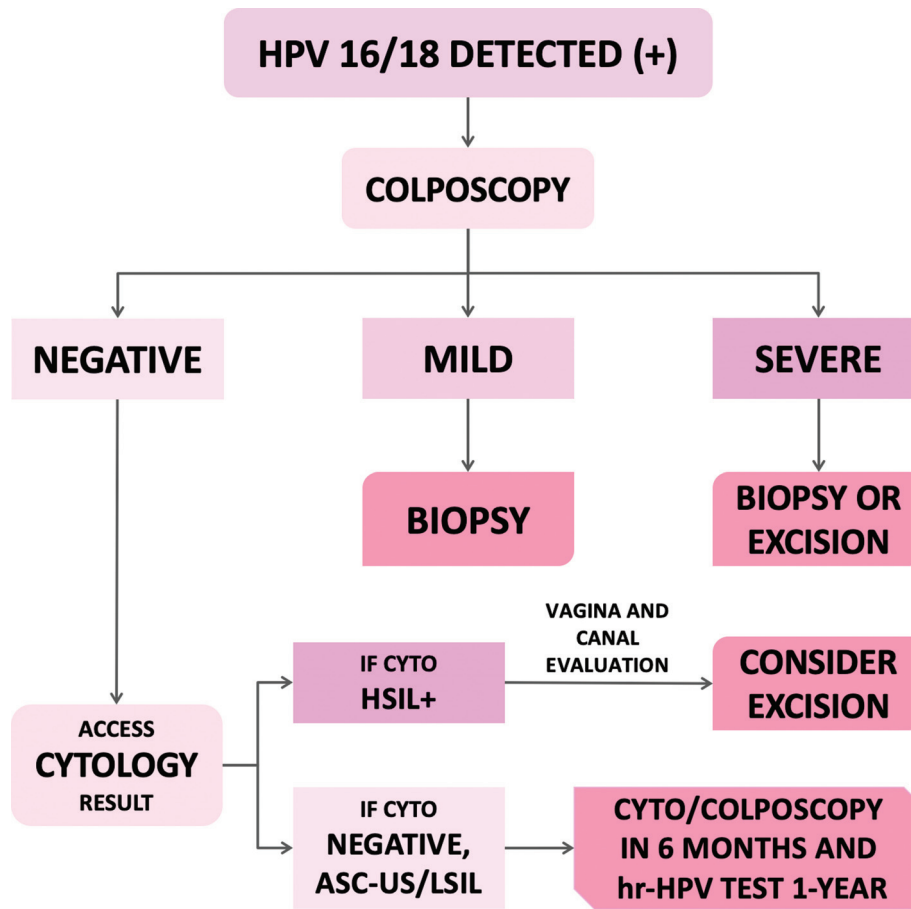 HPV 16/18 DETECTED (+)
COLPOSCOPY
NEGATIVE
MILD
SEVERE
BIOPSY
BIOPSY OR
EXCISION
VAGINA AND
CANAL
EVALUATION
IF CYTO
HSIL+
CONSIDER
EXCISION
ACCESS
CYTOLOGY
RESULT
IF CYTO
NEGATIVE,
ASC-US/LSIL
CYTO/COLPOSCOPY
IN 6 MONTHS AND
hr-HPV TEST 1-YEAR